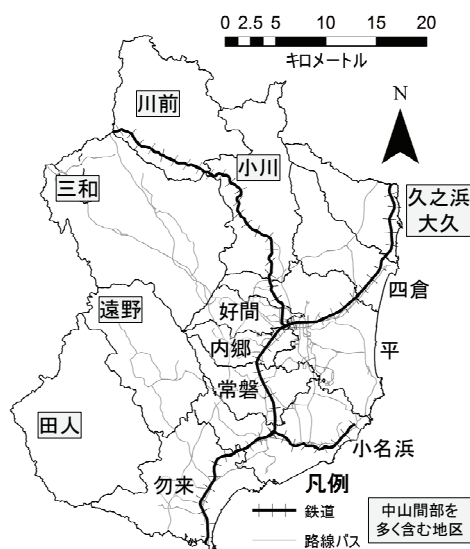 0 2.5 5 10 15 20
キロメートル
N
川前
小川
三和
久之浜
大久
四倉
好間
遠野
内郷
平
常磐
田人
小名浜
勿来
凡例
鉄道
路線バス
中山間部を
多く含む地区